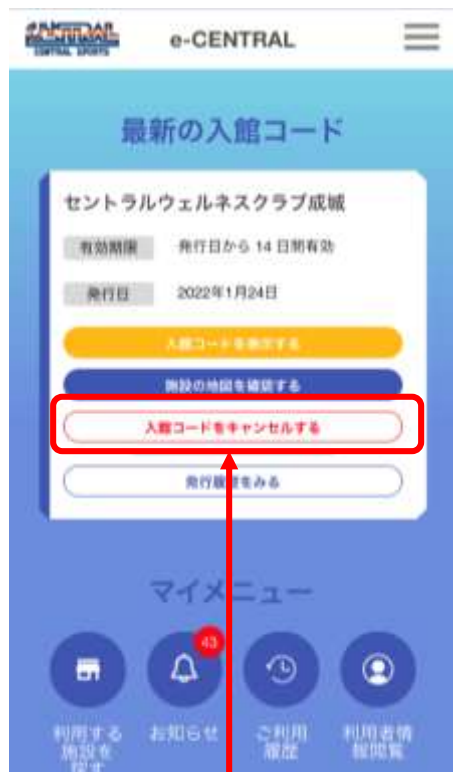 CENTRAL
CENTRAL SPORTS
e-CENTRAL
最新の入館コード
セントラルウェルネスクラブ成城
有効期限 発行日から 14 日間有効
発行日 2022年1月24日
入館コードを表示する
施設の地図を確認する
入館コードをキャンセルする
発行履歴をみる
マイメニュー
43
利用する
施設を
探す
お知らせ
ご利用
履歴
利用者情
報閲覧